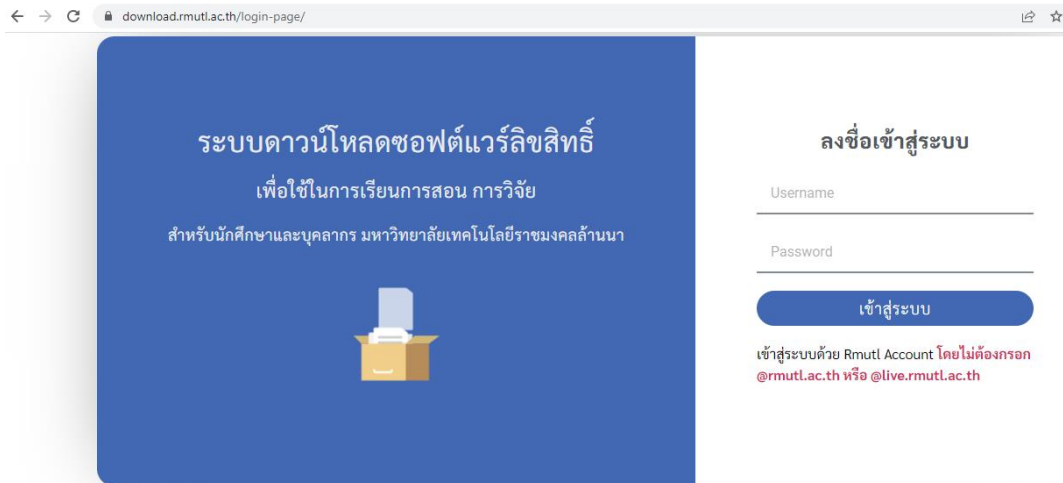 download.rmutl.ac.th/login-page/
ระบบดาวน์โหลดซอฟต์แวร์ลิขสิทธิ์
เพื่อใช้ในการเรียนการสอน การวิจัย
สำหรับนักศึกษาและบุคลากร มหาวิทยาลัยเทคโนโลยีราชมงคลล้านนา
ลงชื่อเข้าสู่ระบบ
Username
Password
เข้าสู่ระบบ
เข้าสู่ระบบด้วย Rmutl Account โดยไม่ต้องกรอก
@rmutl.ac.th หรือ @live.rmutl.ac.th